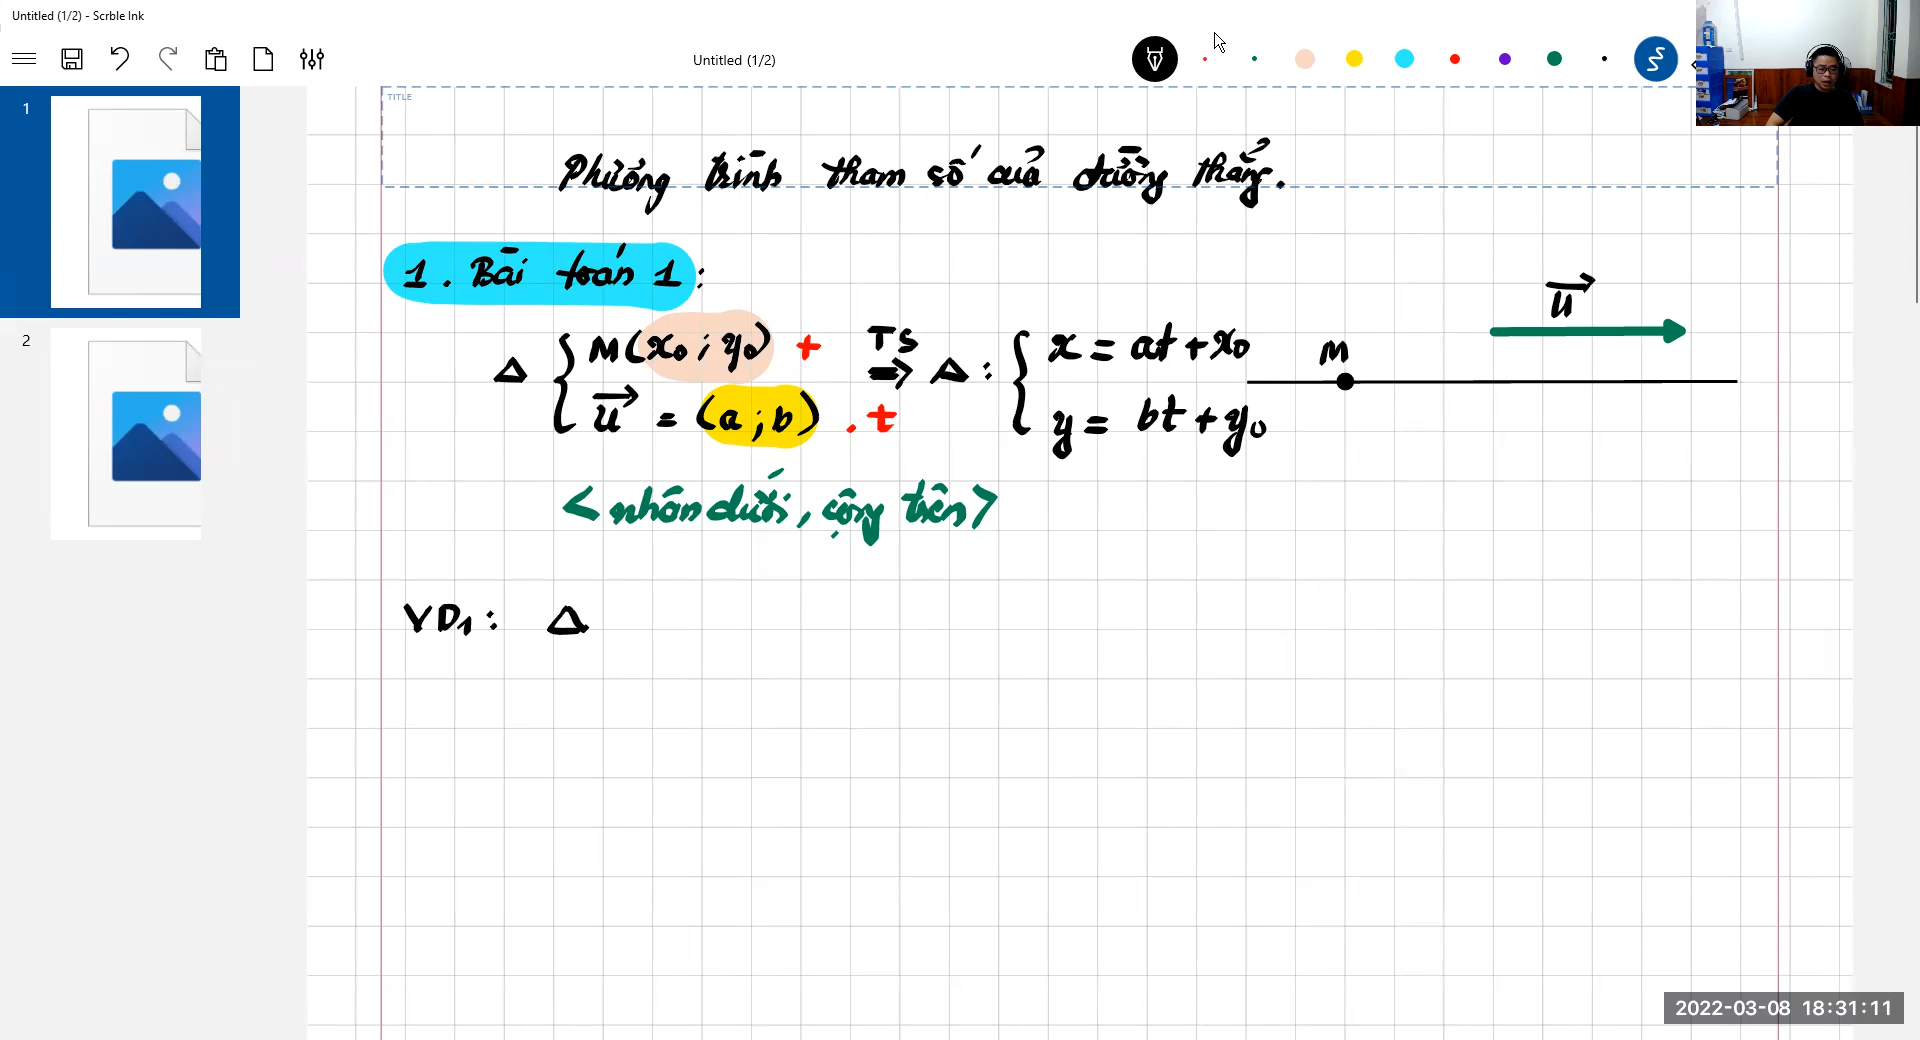 Untitled (1/2) - Scrble Ink
Untitled (1/2)
1
2
TITLE
Phương trình tham số của đường thẳng.
1. Bài toán 1:
Δ { M(x₀; y₀) + TS ⇒ Δ: { x = at + x₀
u⃗ = (a; b) . t y = bt + y₀
<nhân dưới, cộng trên>
u⃗
M
VD₁: Δ
2022-03-08 18:31:11